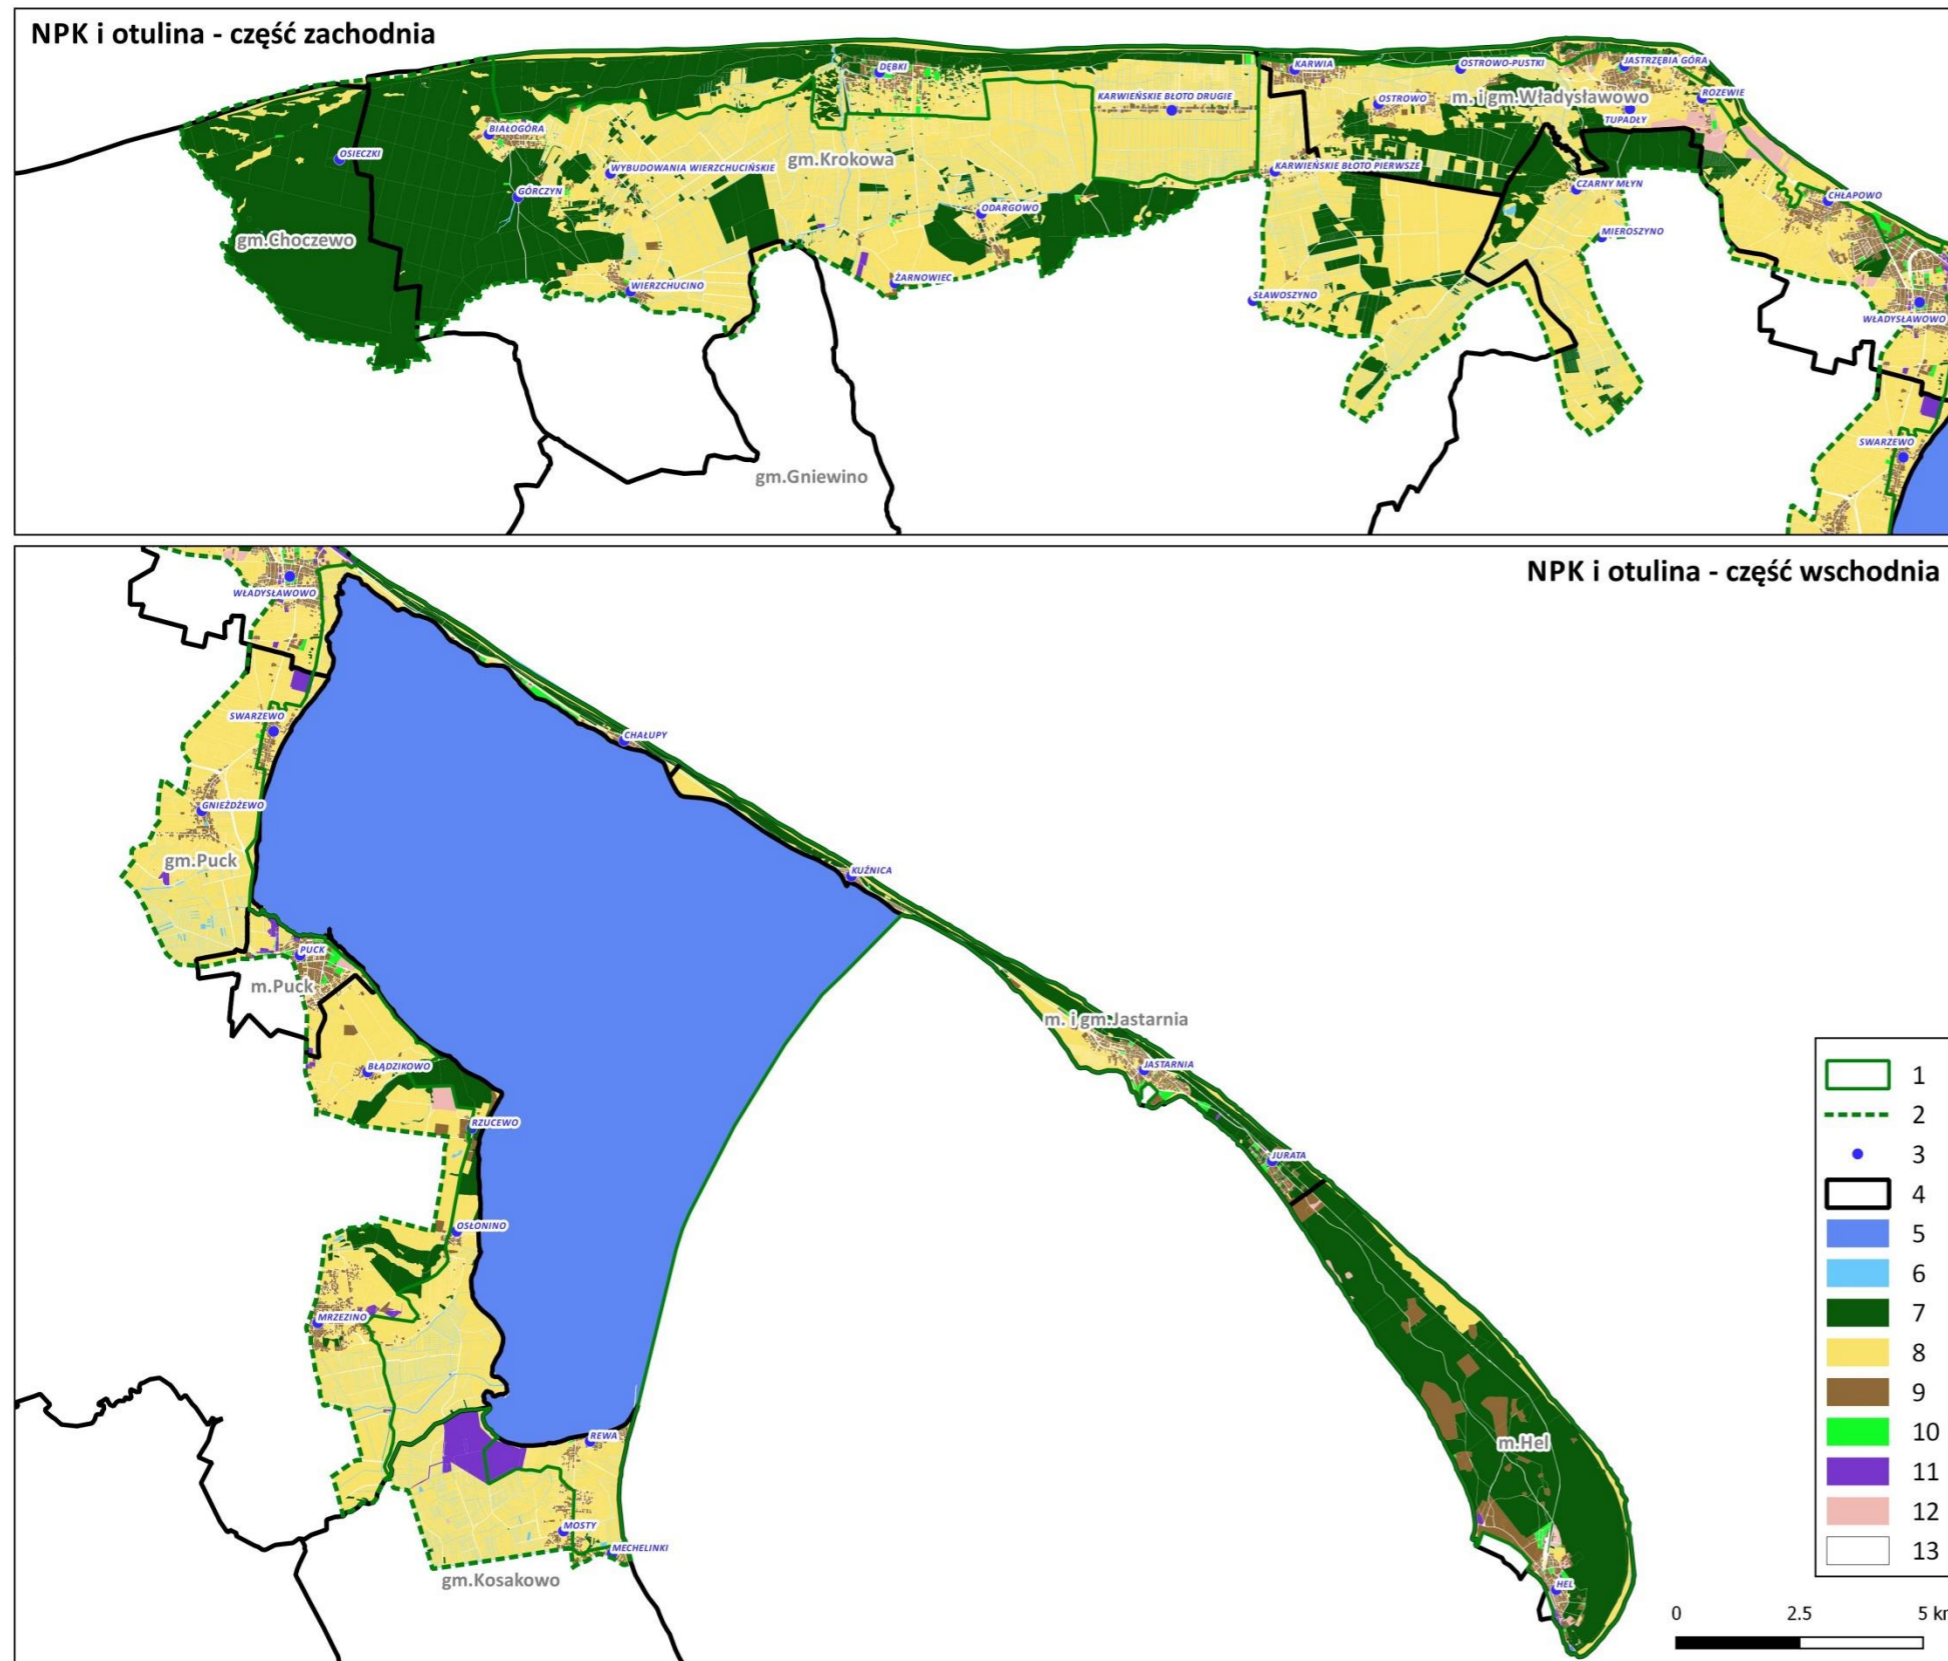 NPK i otulina - część zachodnia
DĘBKI
KARWIA
OSTROWO-PUSTKI
JASTRZĘBIA GÓRA
KARWIEŃSKIE BŁOTO DRUGIE
OSTROWO
m. i gm.Władysławowo
ROZEWIE
TUPADŁY
BIAŁOGÓRA
OSIECZKI
gm.Krokowa
WYBUDOWANIA WIERZCHUCIŃSKIE
KARWIEŃSKIE BŁOTO PIERWSZE
GÓRCZYN
CZARNY MŁYN
CHŁAPOWO
ODARGOWO
gm.Choczewo
MIEROSZYNO
ŻARNOWIEC
WIERZCHUCINO
SŁAWOSZYNO
WŁADYSŁAWOWO
SWARZEWO
gm.Gniewino
NPK i otulina - część wschodnia
WŁADYSŁAWOWO
SWARZEWO
CHAŁUPY
GNIEŻDŻEWO
gm.Puck
KUŹNICA
PUCK
m.Puck
m. i gm.Jastarnia
BŁĄDZIKOWO
JASTARNIA
RZUCEWO
JURATA
OSŁONINO
MRZEZINO
REWA
m.Hel
MOSTY
MECHELINKI
gm.Kosakowo
HEL
1
2
3
4
5
6
7
8
9
10
11
12
13
0 2.5 5 km